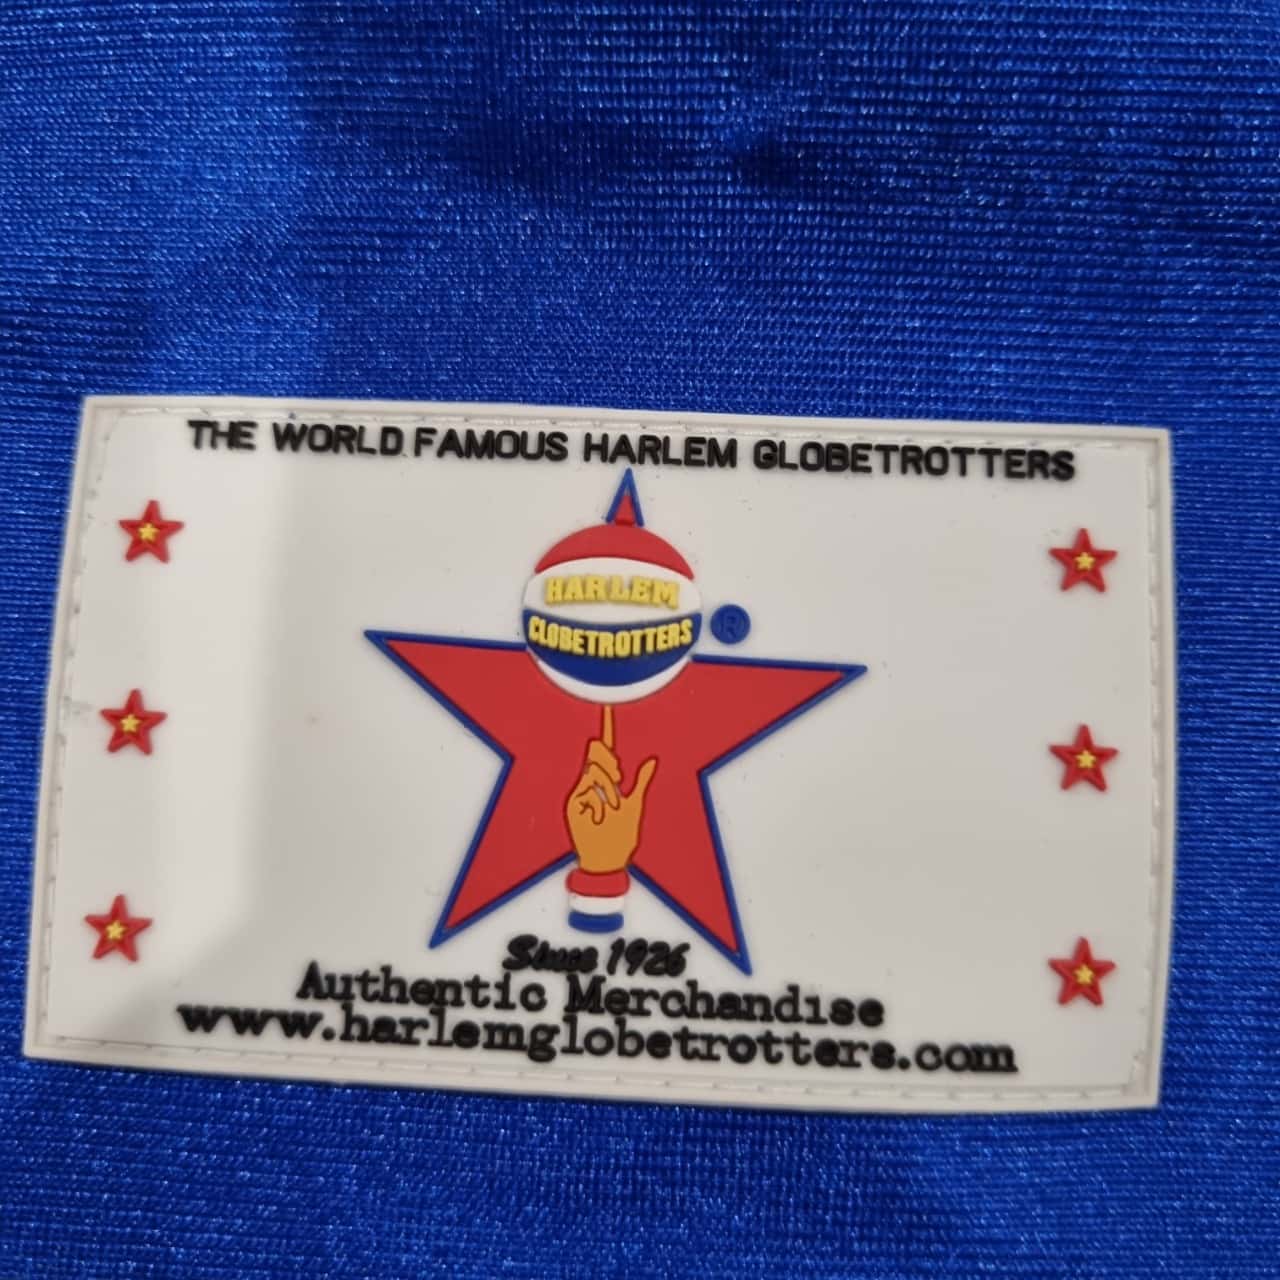 THE WORLD FAMOUS HARLEM GLOBETROTTERS
HARLEM
GLOBETROTTERS
®
Since 1926
Authentic Merchandise
www.harlemglobetrotters.com